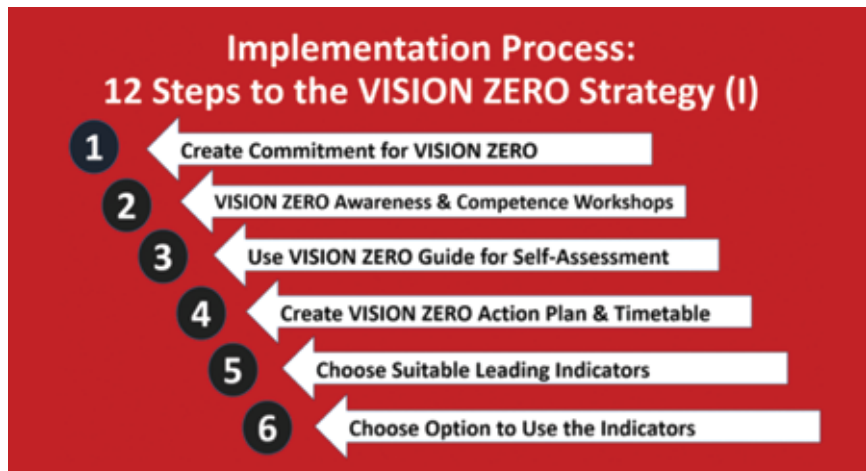 Implementation Process:
12 Steps to the VISION ZERO Strategy (I)
1 Create Commitment for VISION ZERO
2 VISION ZERO Awareness & Competence Workshops
3 Use VISION ZERO Guide for Self-Assessment
4 Create VISION ZERO Action Plan & Timetable
5 Choose Suitable Leading Indicators
6 Choose Option to Use the Indicators